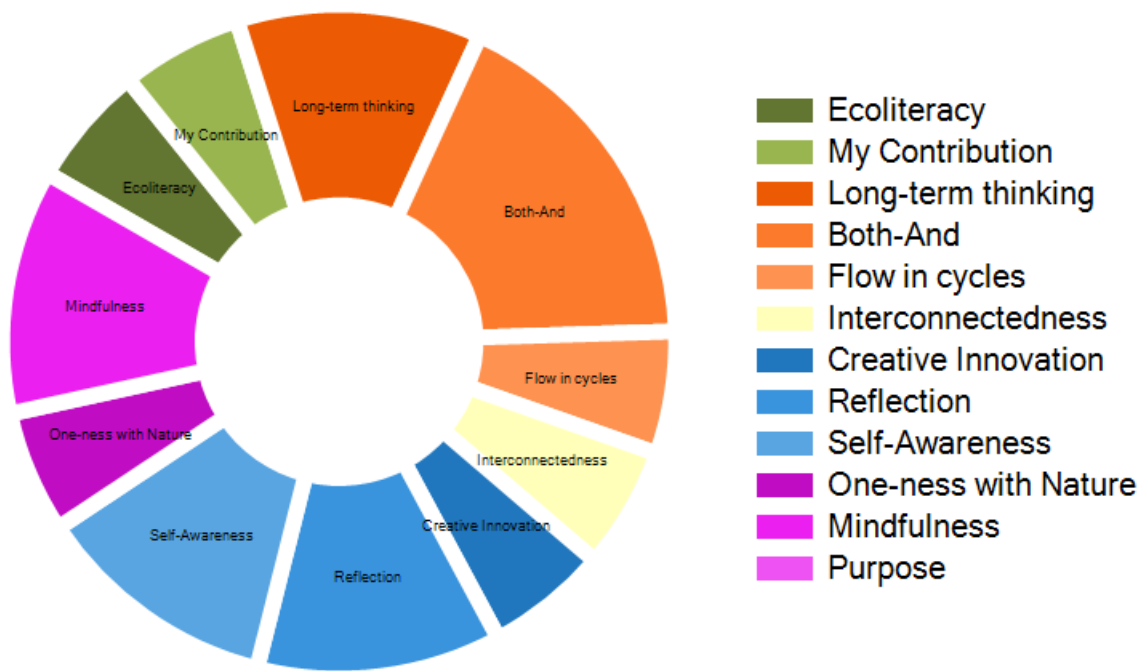 Long-term thinking
My Contribution
Both-And
Ecoliteracy
Mindfulness
Flow in cycles
One-ness with Nature
Interconnectedness
Self-Awareness
Creative Innovation
Reflection
Ecoliteracy
My Contribution
Long-term thinking
Both-And
Flow in cycles
Interconnectedness
Creative Innovation
Reflection
Self-Awareness
One-ness with Nature
Mindfulness
Purpose